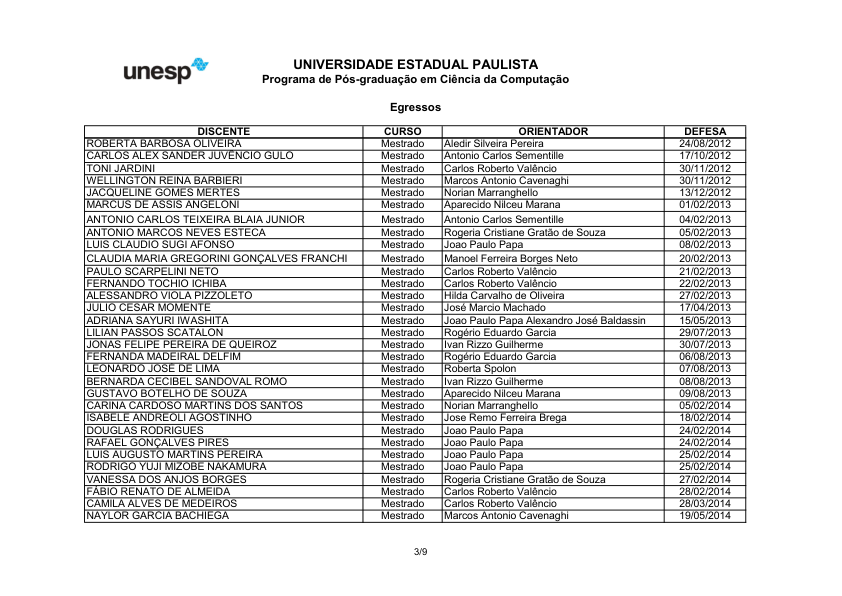 unesp
UNIVERSIDADE ESTADUAL PAULISTA
Programa de Pós-graduação em Ciência da Computação
Egressos
DISCENTE CURSO ORIENTADOR DEFESA
ROBERTA BARBOSA OLIVEIRA Mestrado Aledir Silveira Pereira 24/08/2012
CARLOS ALEX SANDER JUVÊNCIO GULO Mestrado Antonio Carlos Sementille 17/10/2012
TONI JARDINI Mestrado Carlos Roberto Valêncio 30/11/2012
WELLINGTON REINA BARBIERI Mestrado Marcos Antonio Cavenaghi 30/11/2012
JACQUELINE GOMES MERTES Mestrado Norian Marranghello 13/12/2012
MARCUS DE ASSIS ANGELONI Mestrado Aparecido Nilceu Marana 01/02/2013
ANTONIO CARLOS TEIXEIRA BLAIA JUNIOR Mestrado Antonio Carlos Sementille 04/02/2013
ANTONIO MARCOS NEVES ESTECA Mestrado Rogeria Cristiane Gratão de Souza 05/02/2013
LUIS CLAUDIO SUGI AFONSO Mestrado Joao Paulo Papa 08/02/2013
CLAUDIA MARIA GREGORINI GONÇALVES FRANCHI Mestrado Manoel Ferreira Borges Neto 20/02/2013
PAULO SCARPELINI NETO Mestrado Carlos Roberto Valêncio 21/02/2013
FERNANDO TOCHIO ICHIBA Mestrado Carlos Roberto Valêncio 22/02/2013
ALESSANDRO VIOLA PIZZOLETO Mestrado Hilda Carvalho de Oliveira 27/02/2013
JULIO CESAR MOMENTE Mestrado José Marcio Machado 17/04/2013
ADRIANA SAYURI IWASHITA Mestrado Joao Paulo Papa Alexandro José Baldassin 15/05/2013
LILIAN PASSOS SCATALON Mestrado Rogério Eduardo Garcia 29/07/2013
JONAS FELIPE PEREIRA DE QUEIROZ Mestrado Ivan Rizzo Guilherme 30/07/2013
FERNANDA MADEIRAL DELFIM Mestrado Rogério Eduardo Garcia 06/08/2013
LEONARDO JOSÉ DE LIMA Mestrado Roberta Spolon 07/08/2013
BERNARDA CECIBEL SANDOVAL ROMO Mestrado Ivan Rizzo Guilherme 08/08/2013
GUSTAVO BOTELHO DE SOUZA Mestrado Aparecido Nilceu Marana 09/08/2013
CARINA CARDOSO MARTINS DOS SANTOS Mestrado Norian Marranghello 05/02/2014
ISABELE ANDREOLI AGOSTINHO Mestrado Jose Remo Ferreira Brega 18/02/2014
DOUGLAS RODRIGUES Mestrado Joao Paulo Papa 24/02/2014
RAFAEL GONÇALVES PIRES Mestrado Joao Paulo Papa 24/02/2014
LUIS AUGUSTO MARTINS PEREIRA Mestrado Joao Paulo Papa 25/02/2014
RODRIGO YUJI MIZOBE NAKAMURA Mestrado Joao Paulo Papa 25/02/2014
VANESSA DOS ANJOS BORGES Mestrado Rogeria Cristiane Gratão de Souza 27/02/2014
FÁBIO RENATO DE ALMEIDA Mestrado Carlos Roberto Valêncio 28/02/2014
CAMILA ALVES DE MEDEIROS Mestrado Carlos Roberto Valêncio 28/03/2014
NAYLOR GARCIA BACHIEGA Mestrado Marcos Antonio Cavenaghi 19/05/2014
3/9